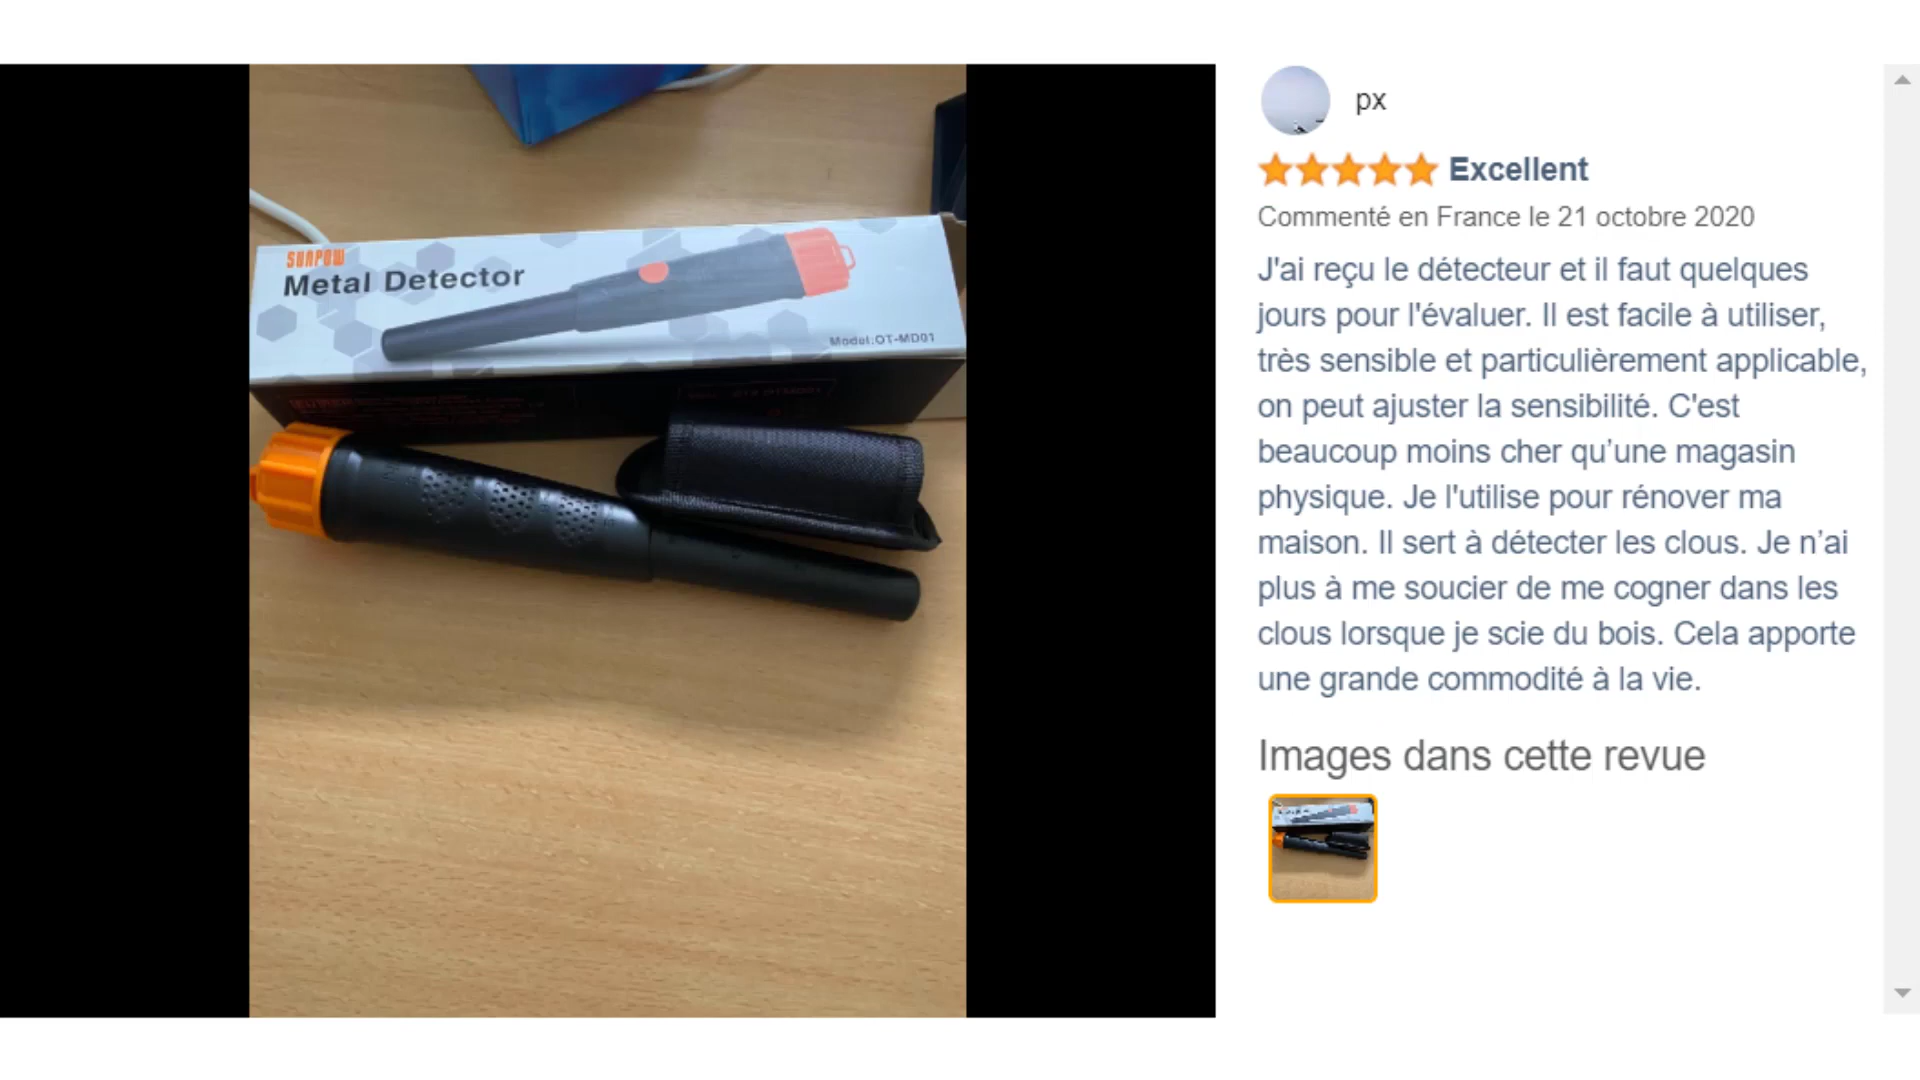 px
Excellent
Commenté en France le 21 octobre 2020
J'ai reçu le détecteur et il faut quelques
jours pour l'évaluer. Il est facile à utiliser,
très sensible et particulièrement applicable,
on peut ajuster la sensibilité. C'est
beaucoup moins cher qu’une magasin
physique. Je l'utilise pour rénover ma
maison. Il sert à détecter les clous. Je n’ai
plus à me soucier de me cogner dans les
clous lorsque je scie du bois. Cela apporte
une grande commodité à la vie.
Images dans cette revue
SUNPOW
Metal Detector
Model:OT-MD01